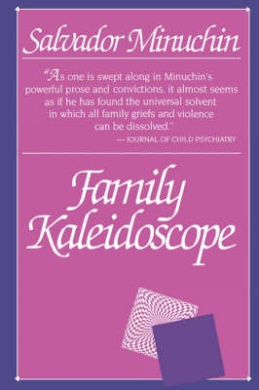 Salvador Minuchin
"As one is swept along in Minuchin's
powerful prose and convictions, it almost seems
as if he has found the universal solvent
in which all family griefs and violence
can be dissolved."
— JOURNAL OF CHILD PSYCHIATRY
Family
Kaleidoscope